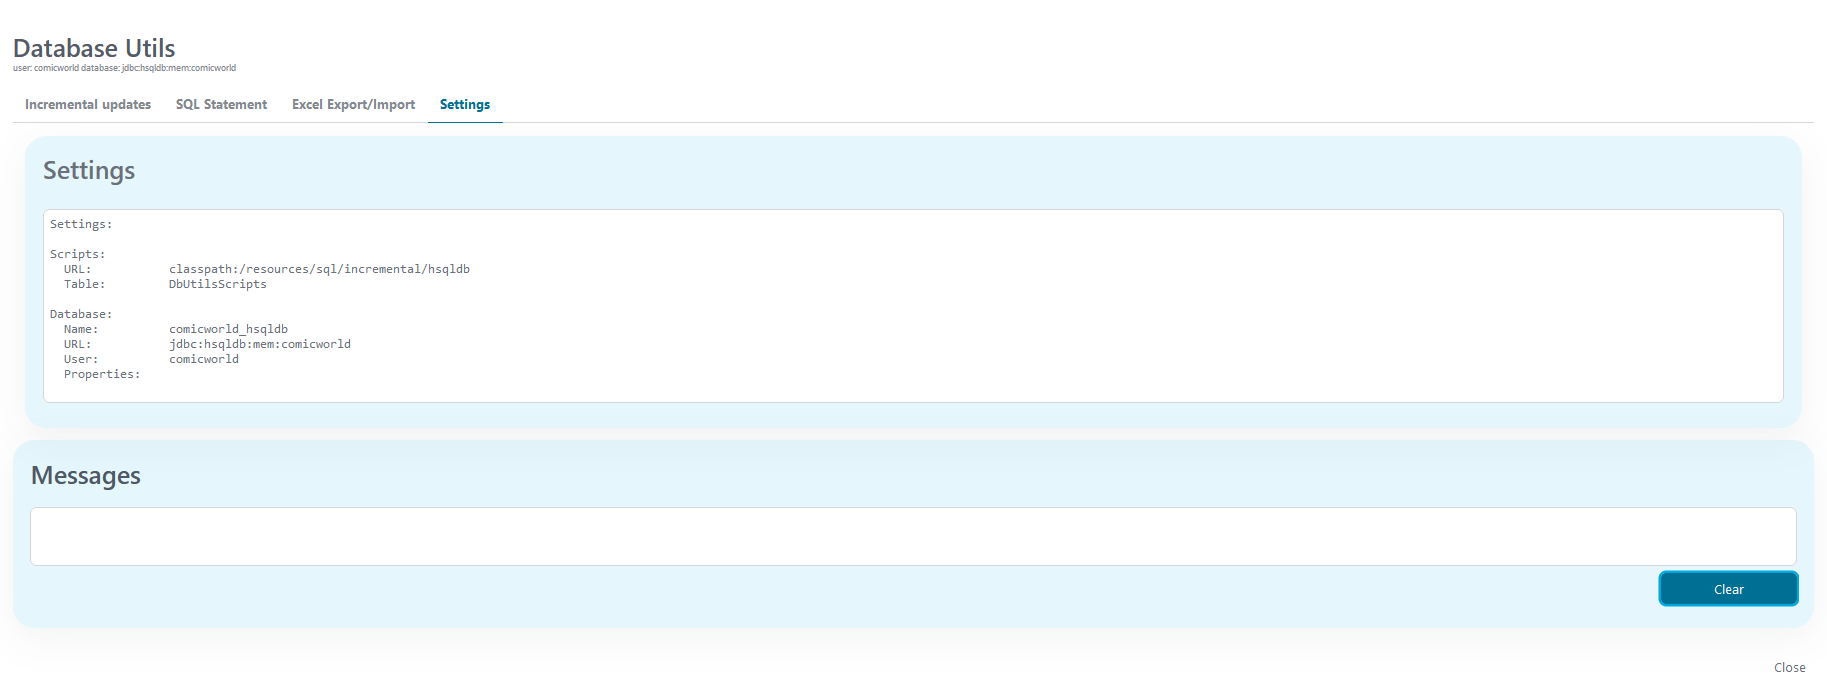 Database Utils
user: comicworld database: jdbc:hsqldb:mem:comicworld
Incremental updates SQL Statement Excel Export/Import Settings
Settings
Settings:
Scripts:
URL: classpath:/resources/sql/incremental/hsqldb
Table: DbUtilsScripts
Database:
Name: comicworld_hsqldb
URL: jdbc:hsqldb:mem:comicworld
User: comicworld
Properties:
Messages
Clear
Close